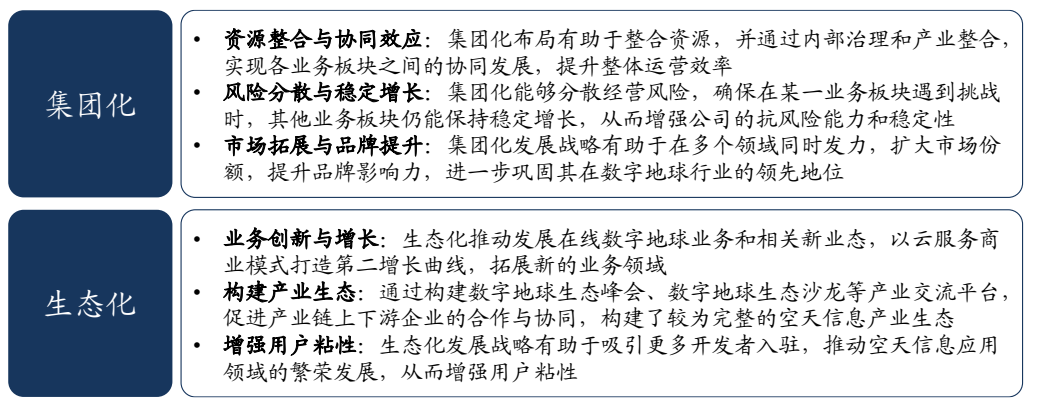 集团化
• 资源整合与协同效应：集团化布局有助于整合资源，并通过内部治理和产业整合，
实现各业务板块之间的协同发展，提升整体运营效率
• 风险分散与稳定增长：集团化能够分散经营风险，确保在某一业务板块遇到挑战
时，其他业务板块仍能保持稳定增长，从而增强公司的抗风险能力和稳定性
• 市场拓展与品牌提升：集团化发展战略有助于在多个领域同时发力，扩大市场份
额，提升品牌影响力，进一步巩固其在数字地球行业的领先地位
生态化
• 业务创新与增长：生态化推动发展在线数字地球业务和相关新业态，以云服务商
业模式打造第二增长曲线，拓展新的业务领域
• 构建产业生态：通过构建数字地球生态峰会、数字地球生态沙龙等产业交流平台，
促进产业链上下游企业的合作与协同，构建了较为完整的空天信息产业生态
• 增强用户粘性：生态化发展战略有助于吸引更多开发者入驻，推动空天信息应用
领域的繁荣发展，从而增强用户粘性